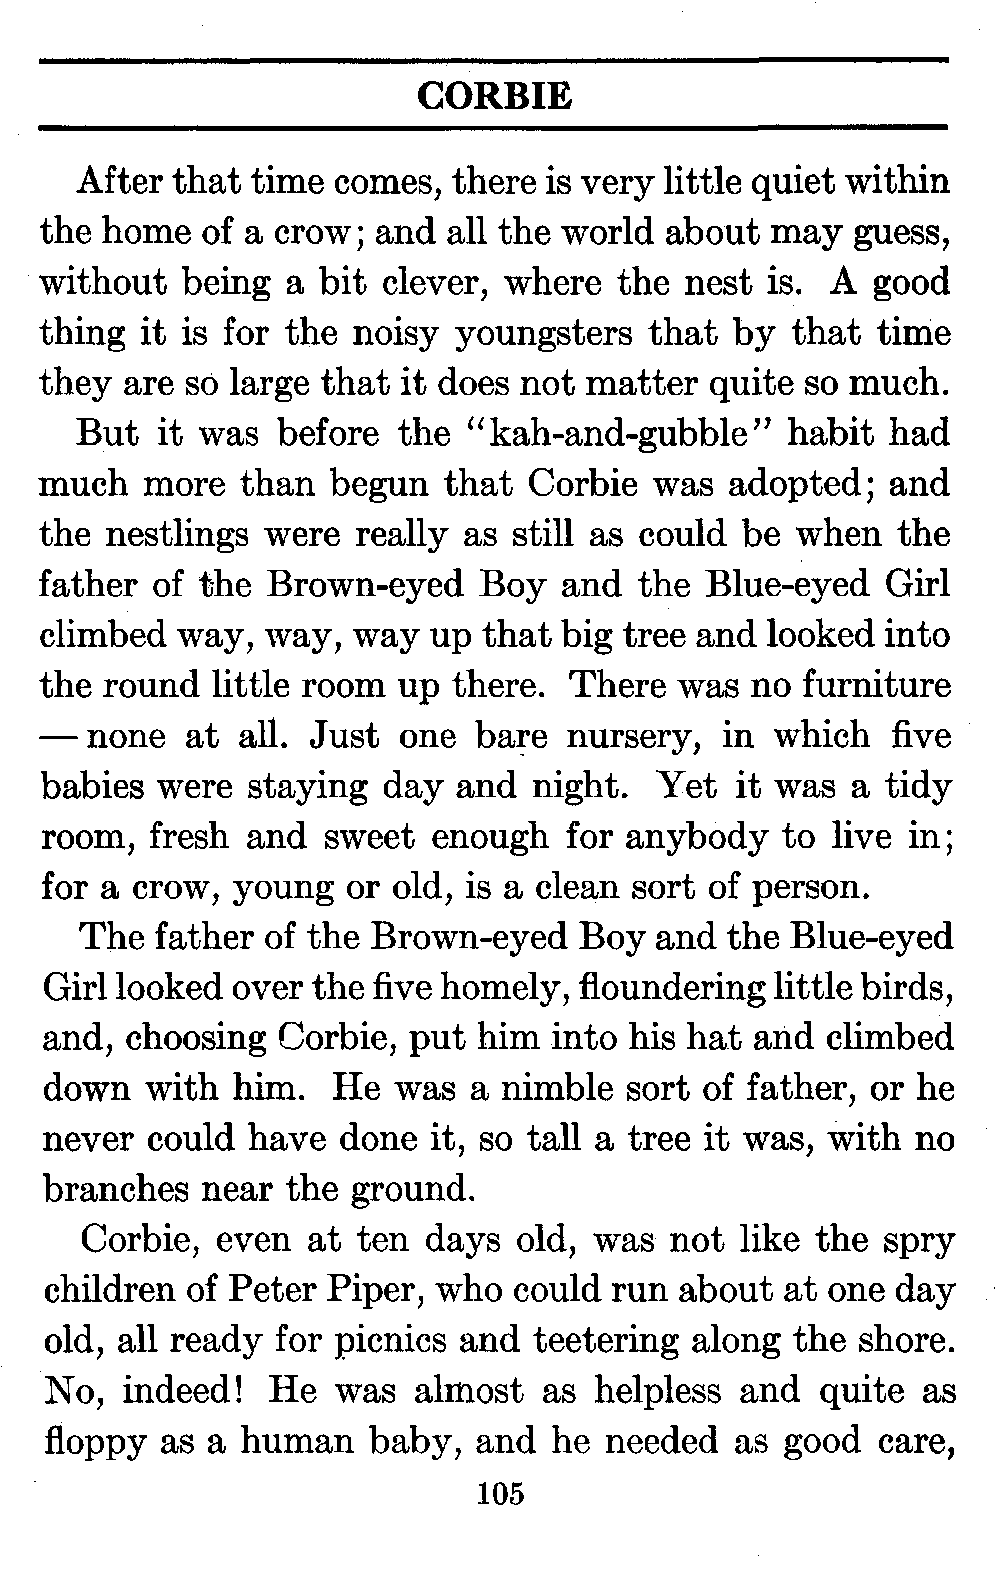 CORBIE
After that time comes, there is very little quiet within
the home of a crow; and all the world about may guess,
without being a bit clever, where the nest is. A good
thing it is for the noisy youngsters that by that time
they are so large that it does not matter quite so much.
But it was before the “kah-and-gubble” habit had
much more than begun that Corbie was adopted; and
the nestlings were really as still as could be when the
father of the Brown-eyed Boy and the Blue-eyed Girl
climbed way, way, way up that big tree and looked into
the round little room up there. There was no furniture
— none at all. Just one bare nursery, in which five
babies were staying day and night. Yet it was a tidy
room, fresh and sweet enough for anybody to live in;
for a crow, young or old, is a clean sort of person.
The father of the Brown-eyed Boy and the Blue-eyed
Girl looked over the five homely, floundering little birds,
and, choosing Corbie, put him into his hat and climbed
down with him. He was a nimble sort of father, or he
never could have done it, so tall a tree it was, with no
branches near the ground.
Corbie, even at ten days old, was not like the spry
children of Peter Piper, who could run about at one day
old, all ready for picnics and teetering along the shore.
No, indeed! He was almost as helpless and quite as
floppy as a human baby, and he needed as good care,
105